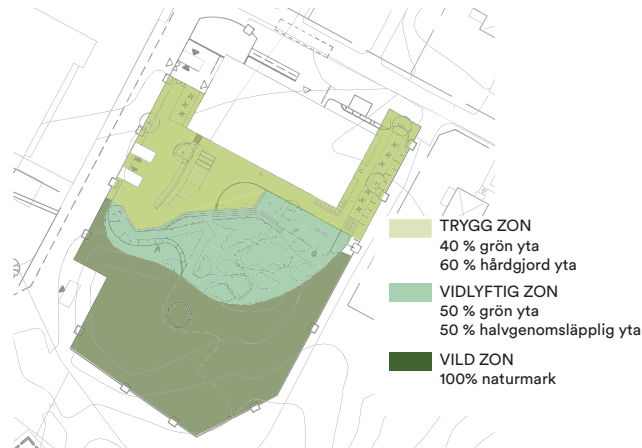 TRYGG ZON
40 % grön yta
60 % hårdgjord yta
VIDLYFTIG ZON
50 % grön yta
50 % halvgenomsläpplig yta
VILD ZON
100% naturmark